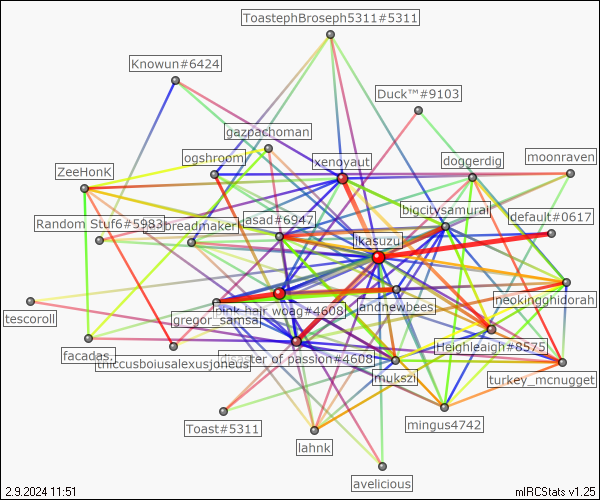 ToastephBroseph5311#5311
Knowun#6424
Duck™#9103
gazpachoman
ogshroom
xenoyaut
doggerdig
moonraven
ZeeHonK
bigcitysamurai
default#0617
Random Stuf6#5983
breadmaker
asad#6947
ikasuzu
neokingghidorah
tescoroll
pink hair woag#4608
andnewbees
gregor_samsa
Heighleaigh#8575
facadas.
thiccusboiusalexusjoneus
disaster of passion#4608
mukszi
turkey_mcnugget
Toast#5311
mingus4742
lahnk
avelicious
2.9.2024 11:51
mIRCStats v1.25